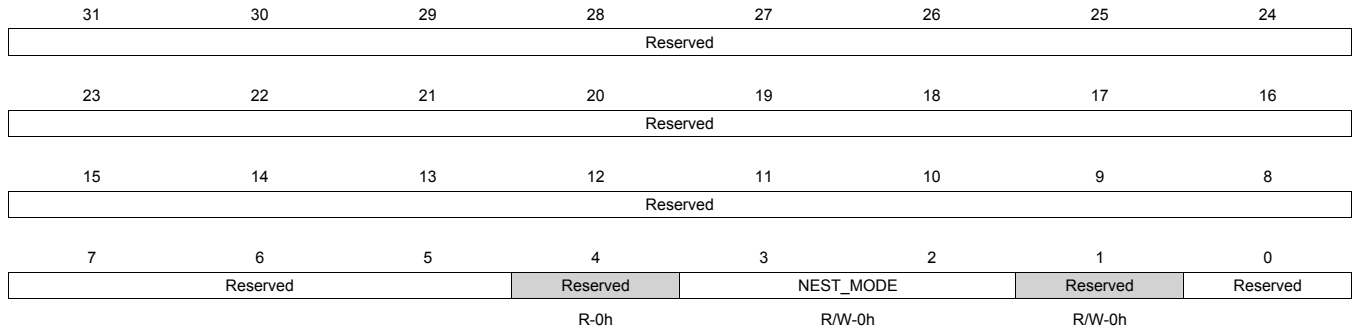 31 30 29 28 27 26 25 24
Reserved
23 22 21 20 19 18 17 16
Reserved
15 14 13 12 11 10 9 8
Reserved
7 6 5 4 3 2 1 0
Reserved Reserved NEST_MODE Reserved Reserved
R-0h R/W-0h R/W-0h